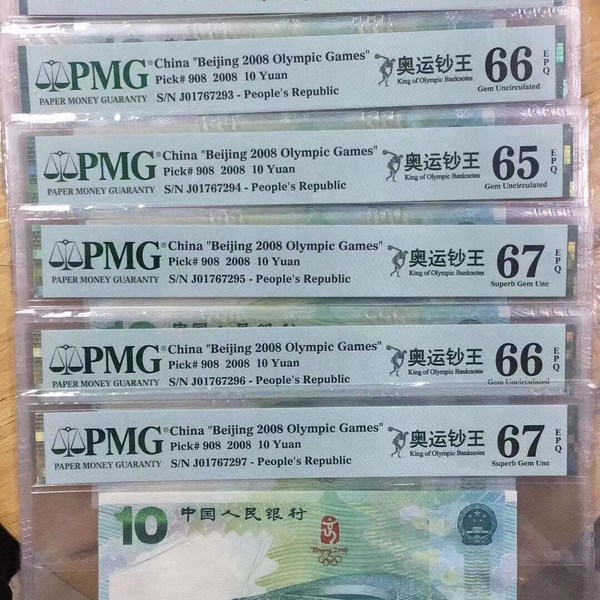 PMG
PAPER MONEY GUARANTY
China "Beijing 2008 Olympic Games"
Pick# 908 2008 10 Yuan
S/N J01767293 - People's Republic
奥运钞王
King of Olympic Banknotes
66
EPQ
Gem Uncirculated
PMG
PAPER MONEY GUARANTY
China "Beijing 2008 Olympic Games"
Pick# 908 2008 10 Yuan
S/N J01767294 - People's Republic
奥运钞王
King of Olympic Banknotes
65
EPQ
Gem Uncirculated
PMG
PAPER MONEY GUARANTY
China "Beijing 2008 Olympic Games"
Pick# 908 2008 10 Yuan
S/N J01767295 - People's Republic
奥运钞王
King of Olympic Banknotes
67
EPQ
Superb Gem Unc
10 中国人民银行
PMG
PAPER MONEY GUARANTY
China "Beijing 2008 Olympic Games"
Pick# 908 2008 10 Yuan
S/N J01767296 - People's Republic
奥运钞王
King of Olympic Banknotes
66
EPQ
Gem Uncirculated
PMG
PAPER MONEY GUARANTY
China "Beijing 2008 Olympic Games"
Pick# 908 2008 10 Yuan
S/N J01767297 - People's Republic
奥运钞王
King of Olympic Banknotes
67
EPQ
Superb Gem Unc
10 中国人民银行
Beijing 2008